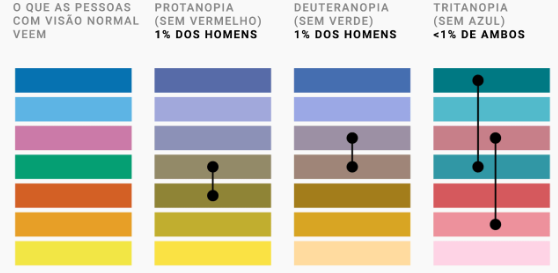 O QUE AS PESSOAS
COM VISÃO NORMAL
VEEM
PROTANOPIA
(SEM VERMELHO)
1% DOS HOMENS
DEUTERANOPIA
(SEM VERDE)
1% DOS HOMENS
TRITANOPIA
(SEM AZUL)
<1% DE AMBOS